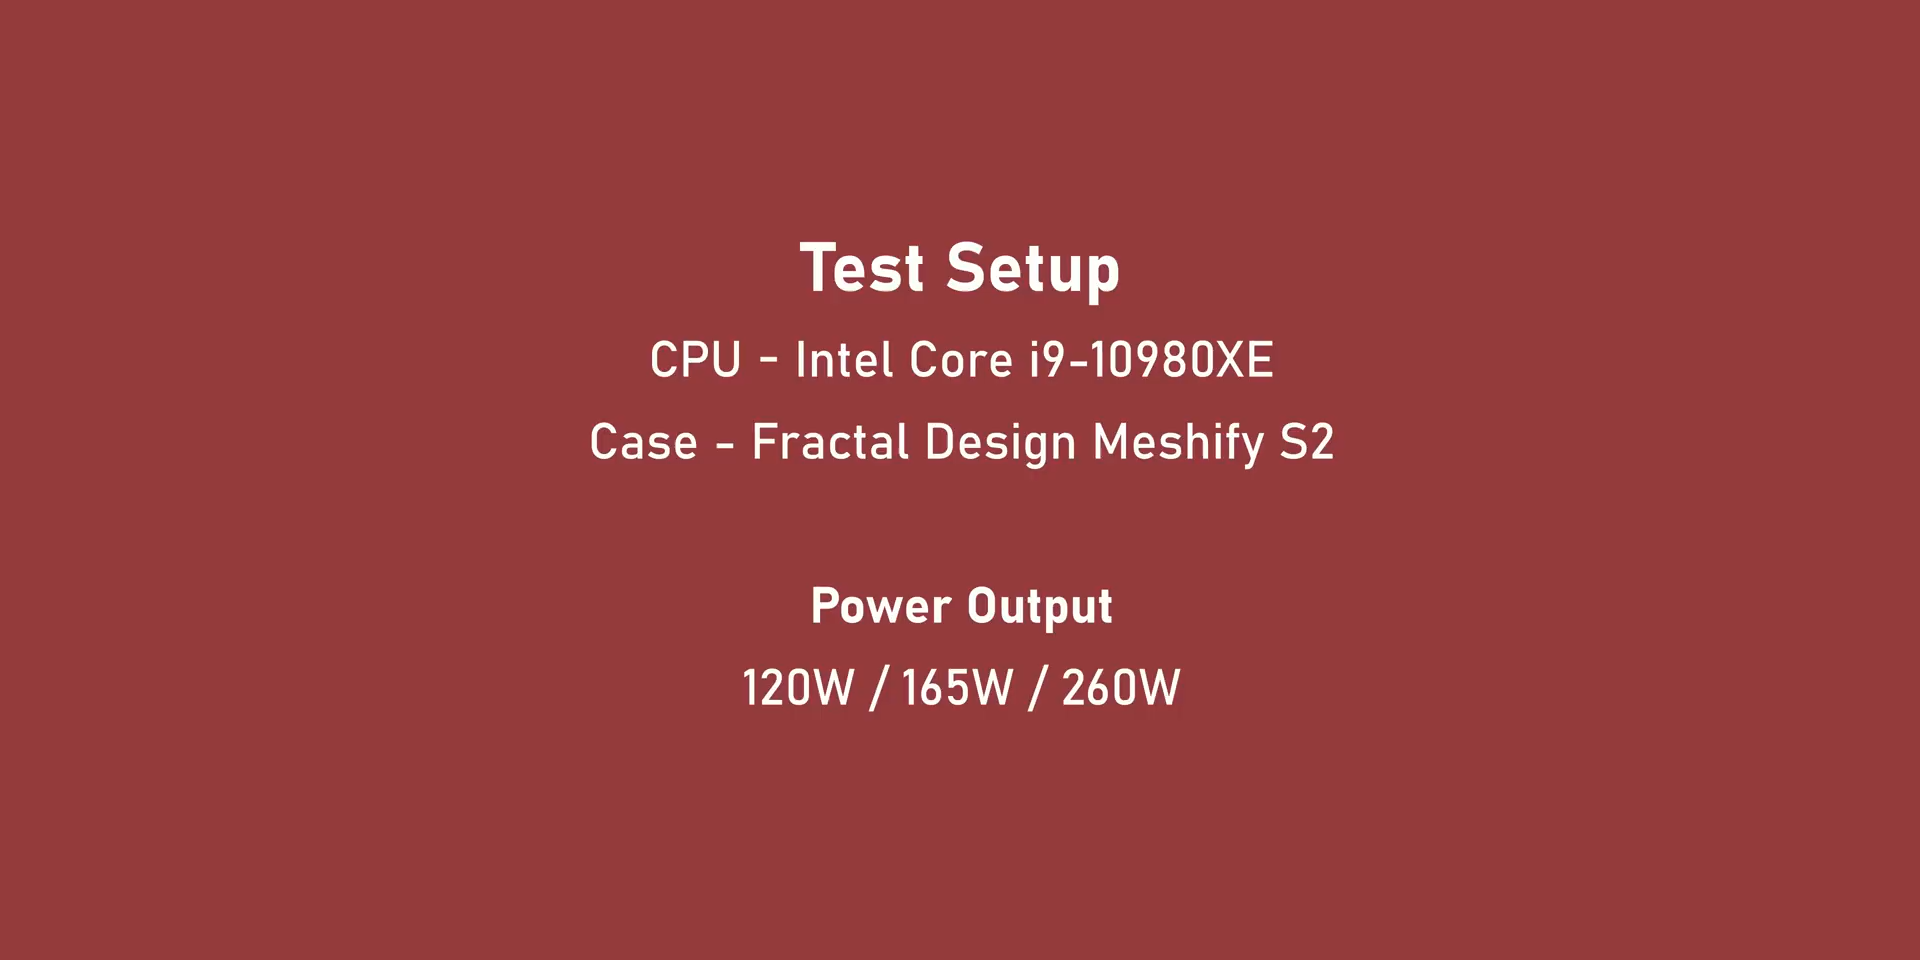 Test Setup
CPU - Intel Core i9-10980XE
Case - Fractal Design Meshify S2
Power Output
120W / 165W / 260W